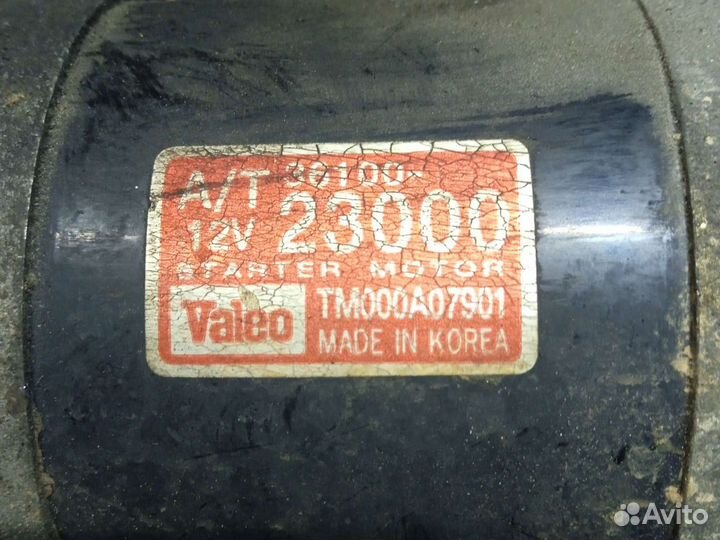 A/T 36100-
12V 23000
STARTER MOTOR
Valeo TM000A07901
MADE IN KOREA
Avito